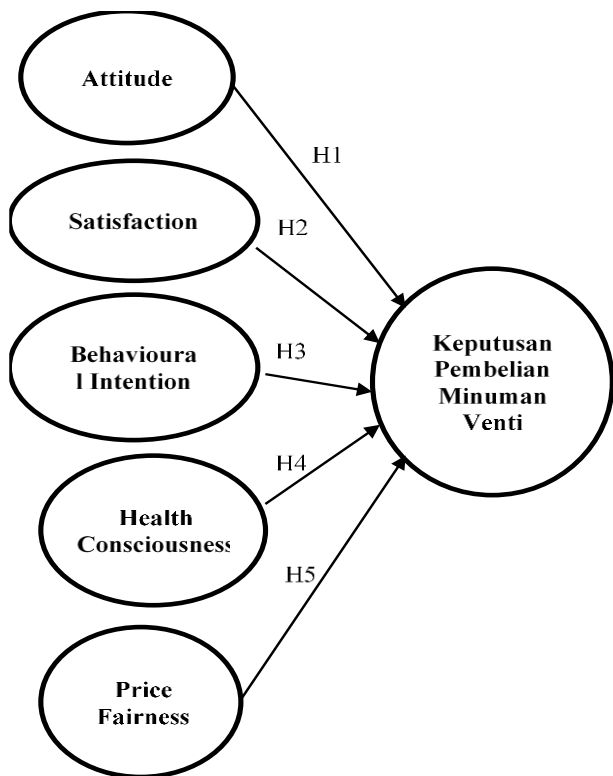 Attitude
H1
Satisfaction
H2
Behavioura
l Intention
H3
Keputusan
Pembelian
Minuman
Venti
Health
Consciousness
H4
H5
Price
Fairness